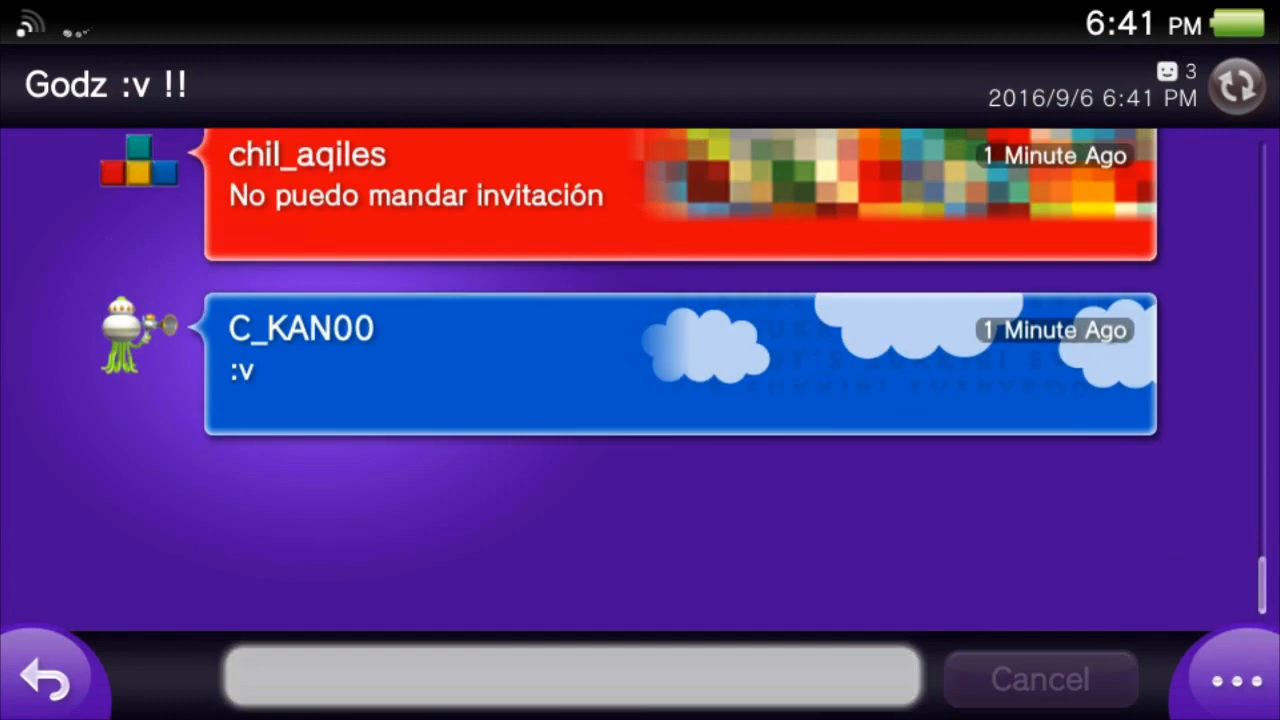 6:41 PM
Godz :v !!
3
2016/9/6 6:41 PM
chil_aqiles
1 Minute Ago
No puedo mandar invitación
C_KAN00
1 Minute Ago
:v
Cancel